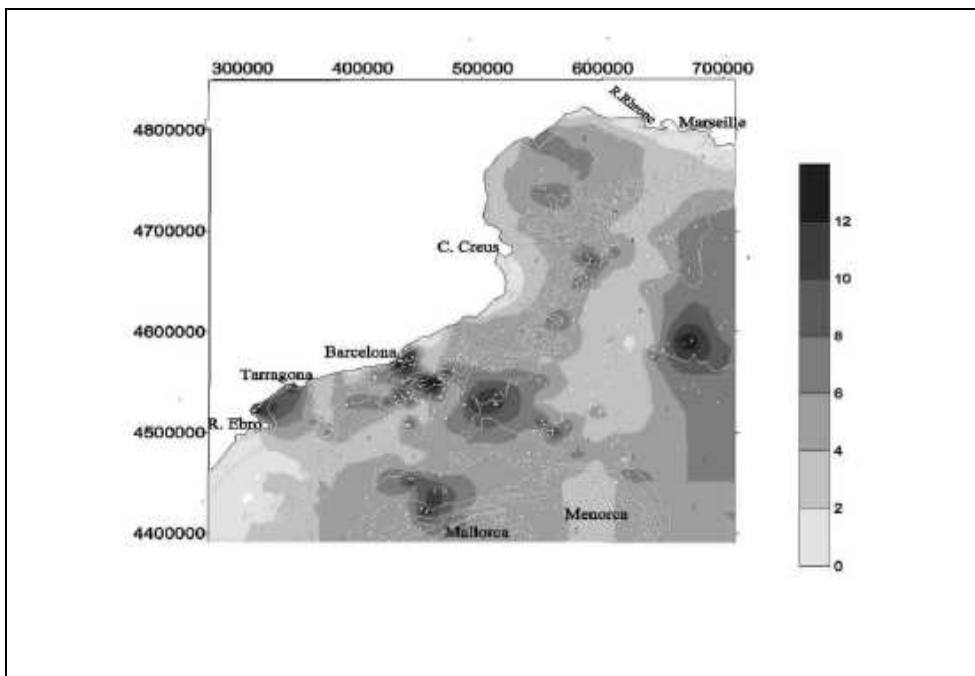 300000 400000 500000 600000 700000
R.Rhone
Marseille
4800000
12
4700000
C. Creus
10
8
4600000
Barcelona
6
Tarragona
4
R. Ebro
4500000
2
Menorca
4400000
Mallorca
0